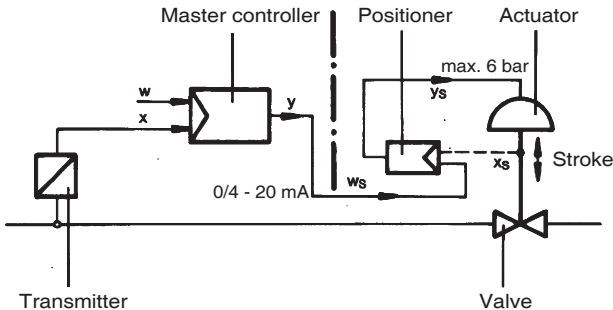 Master controller
Positioner
Actuator
max. 6 bar
w
y
yₛ
x
xₛ
Stroke
wₛ
0/4 - 20 mA
Transmitter
Valve